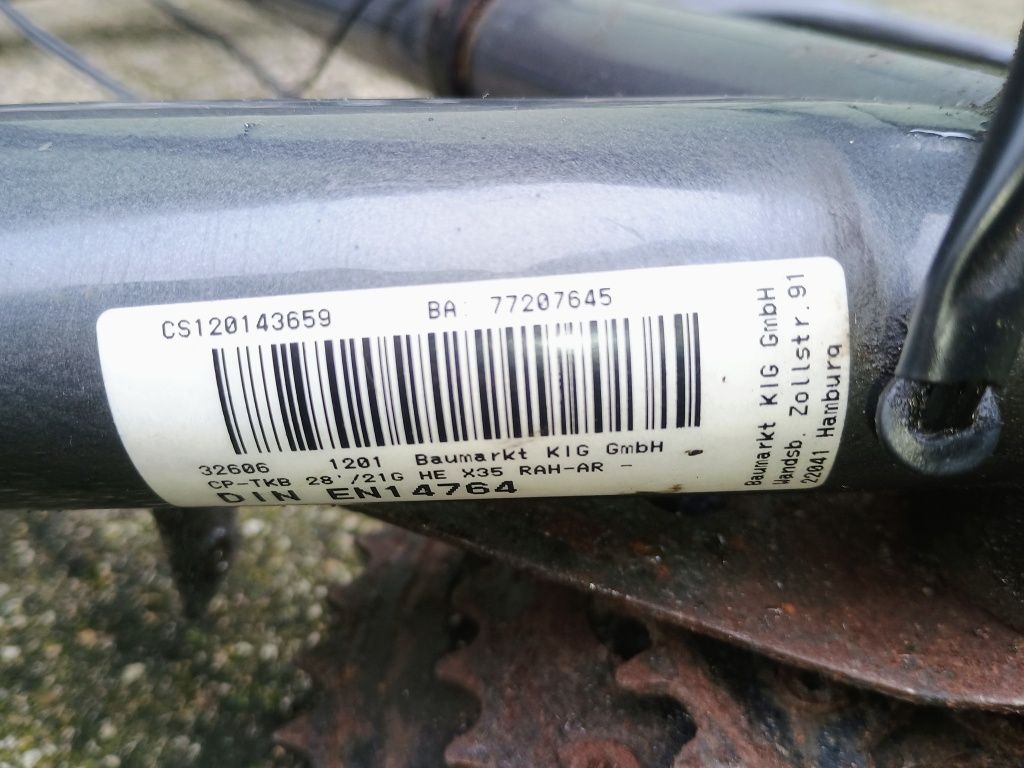 CS120143659 BA: 77207645
32606 1201 Baumarkt KIG GmbH
CP-TKB 28'/21G HE X35 RAH-AR -
DIN EN14764
Baumarkt KIG GmbH
Wandsb. Zollstr. 91
22041 Hamburg